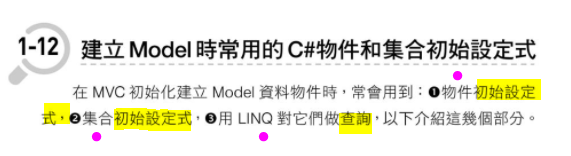 1-12 建立 Model 時常用的 C#物件和集合初始設定式
在 MVC 初始化建立 Model 資料物件時，常會用到：❶物件初始設定
式，❷集合初始設定式，❸用 LINQ 對它們做查詢，以下介紹這幾個部分。